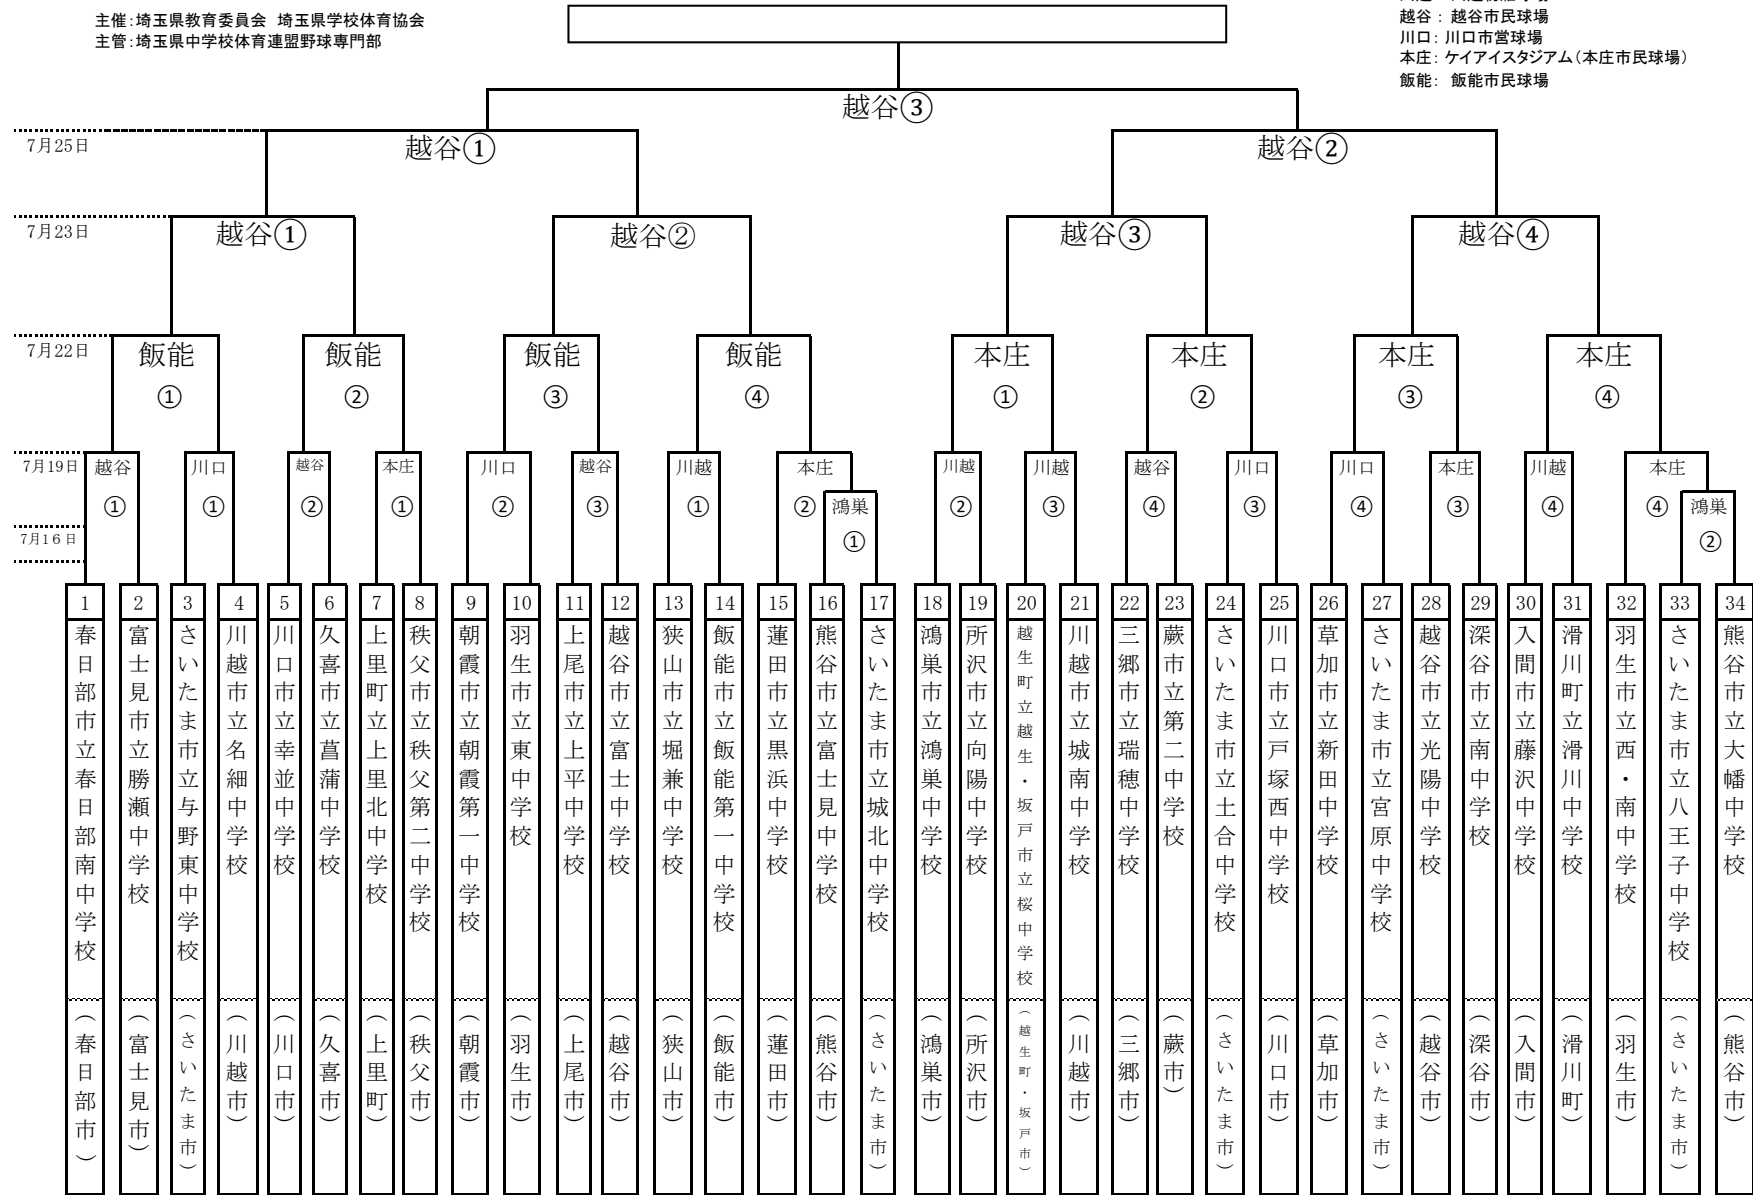 主催：埼玉県教育委員会 埼玉県学校体育協会
主管：埼玉県中学校体育連盟野球専門部
越谷： 越谷市民球場
川口： 川口市営球場
本庄： ケイアイスタジアム（本庄市民球場）
飯能： 飯能市民球場
越谷③
7月25日
越谷① 越谷②
7月23日
越谷① 越谷② 越谷③ 越谷④
7月22日
飯能 飯能 飯能 飯能 本庄 本庄 本庄 本庄
① ② ③ ④ ① ② ③ ④
7月19日
越谷 川口 越谷 本庄 川口 越谷 川越 本庄 川越 川越 越谷 川口 川口 本庄 川越 本庄
① ① ② ① ② ③ ① ② ② ③ ④ ③ ④ ③ ④ ④
鴻巣 鴻巣
7月16日
① ②
1 春日部市立春日部南中学校 （春日部市）
2 富士見市立勝瀬中学校 （富士見市）
3 さいたま市立与野東中学校 （さいたま市）
4 川越市立名細中学校 （川越市）
5 川口市立幸並中学校 （川口市）
6 久喜市立菖蒲中学校 （久喜市）
7 上里町立上里北中学校 （上里町）
8 秩父市立秩父第二中学校 （秩父市）
9 朝霞市立朝霞第一中学校 （朝霞市）
10 羽生市立東中学校 （羽生市）
11 上尾市立上平中学校 （上尾市）
12 越谷市立富士中学校 （越谷市）
13 狭山市立堀兼中学校 （狭山市）
14 飯能市立飯能第一中学校 （飯能市）
15 蓮田市立黒浜中学校 （蓮田市）
16 熊谷市立富士見中学校 （熊谷市）
17 さいたま市立城北中学校 （さいたま市）
18 鴻巣市立鴻巣中学校 （鴻巣市）
19 所沢市立向陽中学校 （所沢市）
20 越生町立越生・坂戸市立桜中学校 （越生町・坂戸市）
21 川越市立城南中学校 （川越市）
22 三郷市立瑞穂中学校 （三郷市）
23 蕨市立第二中学校 （蕨市）
24 さいたま市立土合中学校 （さいたま市）
25 川口市立戸塚西中学校 （川口市）
26 草加市立新田中学校 （草加市）
27 さいたま市立宮原中学校 （さいたま市）
28 越谷市立光陽中学校 （越谷市）
29 深谷市立南中学校 （深谷市）
30 入間市立藤沢中学校 （入間市）
31 滑川町立滑川中学校 （滑川町）
32 羽生市立西・南中学校 （羽生市）
33 さいたま市立八王子中学校 （さいたま市）
34 熊谷市立大幡中学校 （熊谷市）